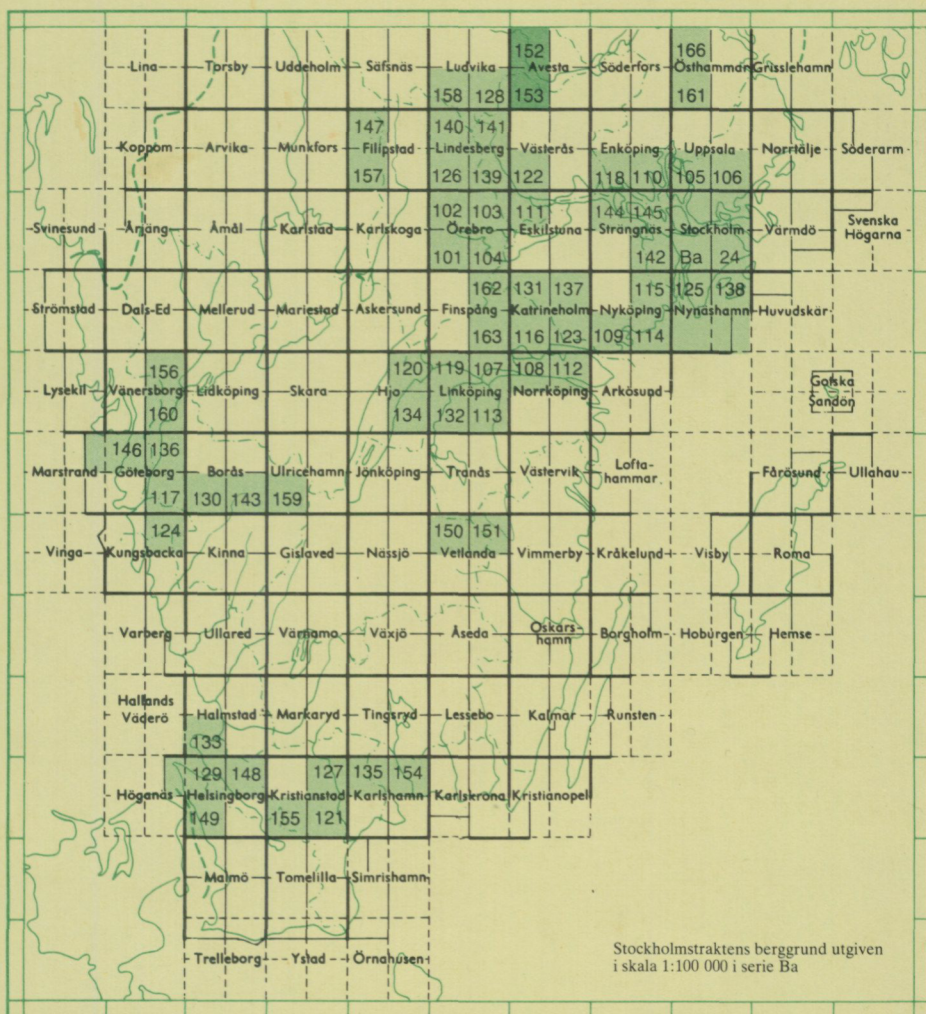 152
166
Lina Torsby Uddeholm Säfsnäs Ludvika Avesta Söderfors Östhammar Grisslehamn
158 128 153 161
147 140 141
Koppom Arvika Munkfors Filipstad Lindesberg Västerås Enköping Uppsala Norrtälje Söderarm
157 126 139 122 118 110 105 106
102 103 111 144 145
Svinesund Årjäng Åmål Karlstad Karlskoga Örebro Eskilstuna Strängnäs Stockholm Värmdö Svenska Högarna
101 104 142 Ba 24
162 131 137 115 125 138
Strömstad Dals-Ed Mellerud Mariestad Askersund Finspång Katrineholm Nyköping Nynäshamn Huvudskär
163 116 123 109 114
156 120 119 107 108 112
Lysekil Vänersborg Lidköping Skara Hjo Linköping Norrköping Arkösund Gotska Sandön
160 134 132 113
146 136
Marstrand Göteborg Borås Ulricehamn Jönköping Tranås Västervik Lofta-hammar Fårösund Ullahau
117 130 143 159
124 150 151
Vinga Kungsbacka Kinna Gislaved Nässjö Vetlanda Vimmerby Kråkelund Visby Roma
Varberg Ullared Värnamo Växjö Åseda Oskars-hamn Borgholm Hoburgen Hemse
Hallands Väderö Halmstad Markaryd Tingsryd Lessebo Kalmar Runsten
133
129 148 127 135 154
Höganäs Helsingborg Kristianstad Karlshamn Karlskrona Kristianopel
149 155 121
Malmö Tomelilla Simrishamn
Trelleborg Ystad Örnahusen
Stockholmstraktens berggrund utgiven
i skala 1:100 000 i serie Ba